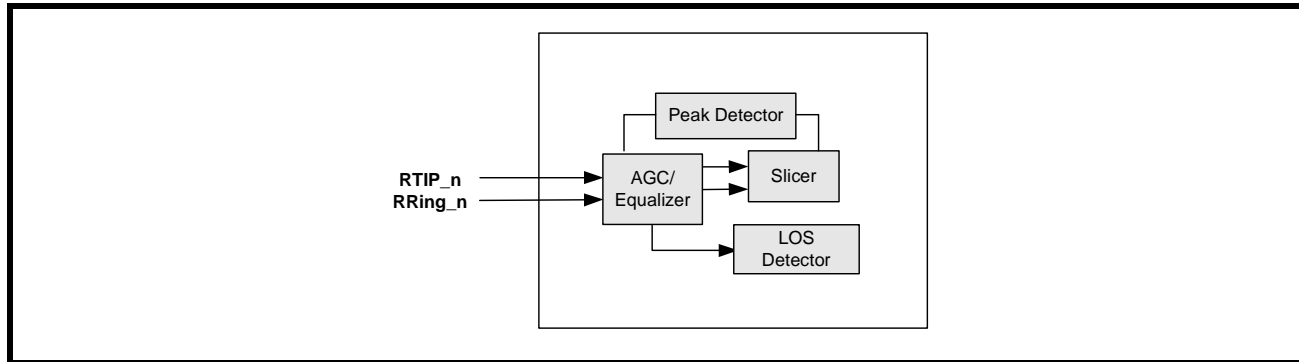 Peak Detector
RTIP_n
RRing_n
AGC/
Equalizer
Slicer
LOS
Detector